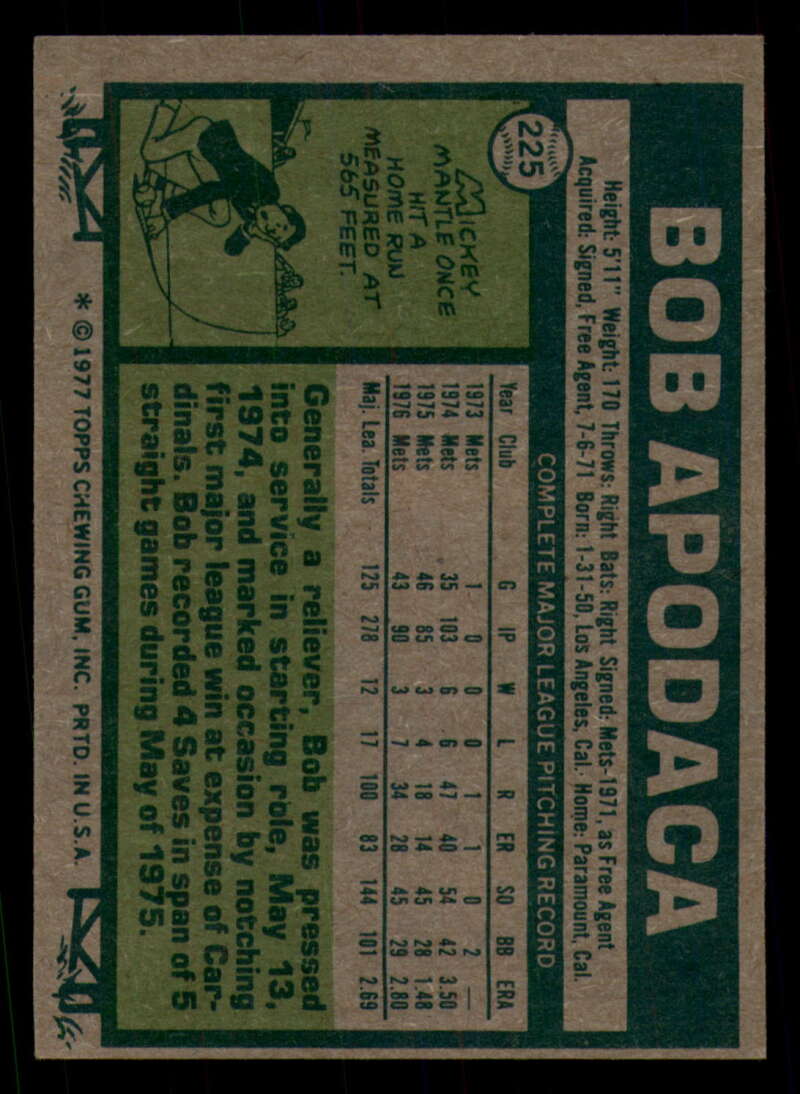 225
BOB APODACA
Height: 5'11" Weight: 170 Throws: Right Bats: Right Signed: Mets-1971, as Free Agent
Acquired: Signed, Free Agent, 7-6-71 Born: 1-31-50, Los Angeles, Cal. Home: Paramount, Cal.
MICKEY
MANTLE ONCE
HIT A
HOME RUN
MEASURED AT
565 FEET.
COMPLETE MAJOR LEAGUE PITCHING RECORD
Year Club G IP W L R ER SO BB ERA
1973 Mets 1 0 0 0 1 1 0 2 —
1974 Mets 35 103 6 6 47 40 54 42 3.50
1975 Mets 46 85 3 4 18 14 45 28 1.48
1976 Mets 43 90 3 7 34 28 45 29 2.80
Maj. Lea. Totals 125 278 12 17 100 83 144 101 2.69
Generally a reliever, Bob was pressed
into service in starting role, May 13,
1974, and marked occasion by notching
first major league win at expense of Car-
dinals. Bob recorded 4 Saves in span of 5
straight games during May of 1975.
* © 1977 TOPPS CHEWING GUM, INC. PRTD. IN U.S.A.